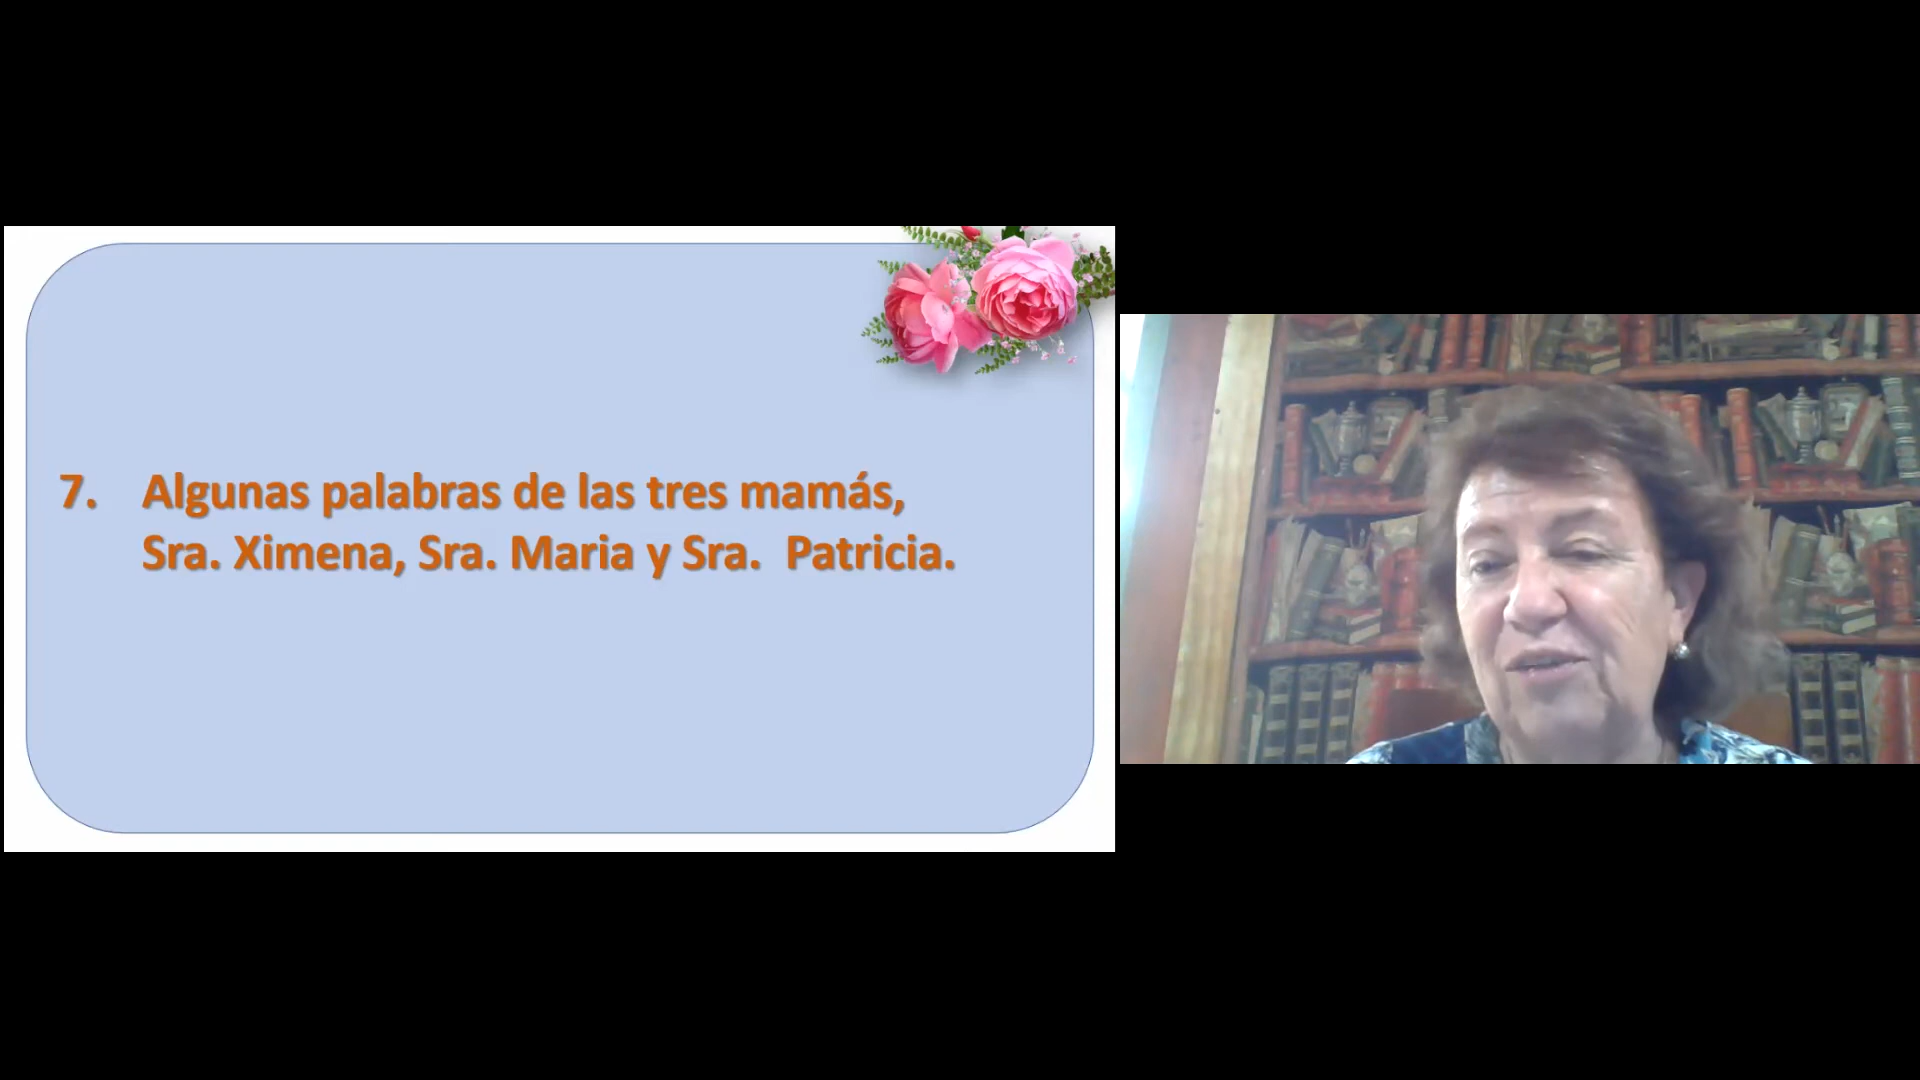 7. Algunas palabras de las tres mamás,
Sra. Ximena, Sra. Maria y Sra. Patricia.